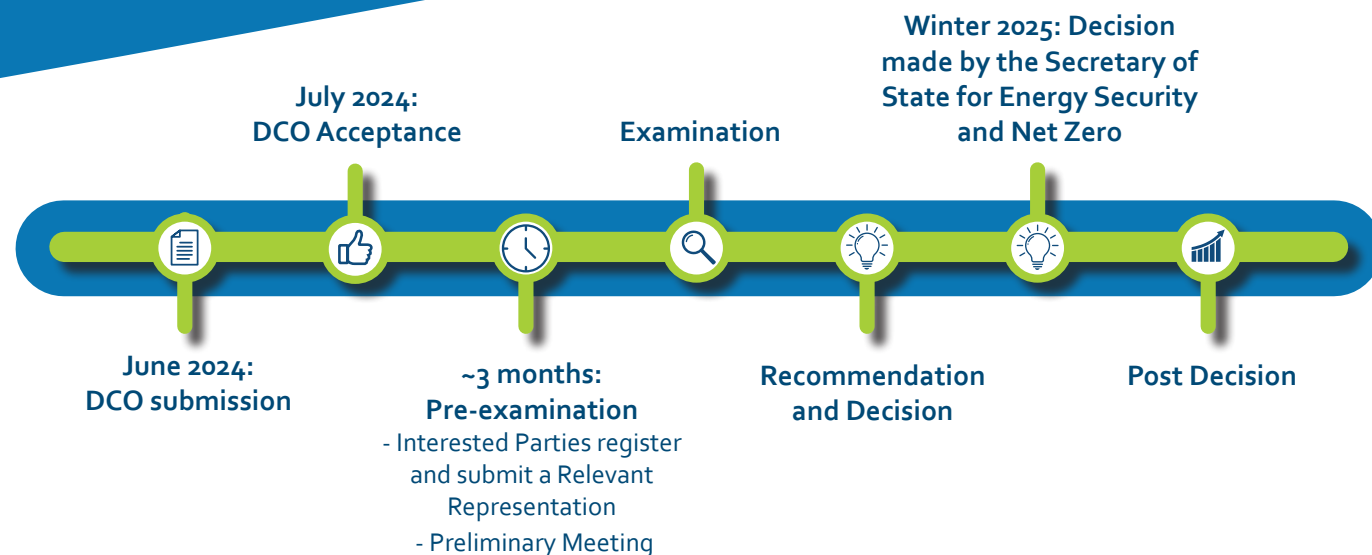 June 2024:
DCO submission
July 2024:
DCO Acceptance
~3 months:
Pre-examination
- Interested Parties register
and submit a Relevant
Representation
- Preliminary Meeting
Examination
Recommendation
and Decision
Winter 2025: Decision
made by the Secretary of
State for Energy Security
and Net Zero
Post Decision